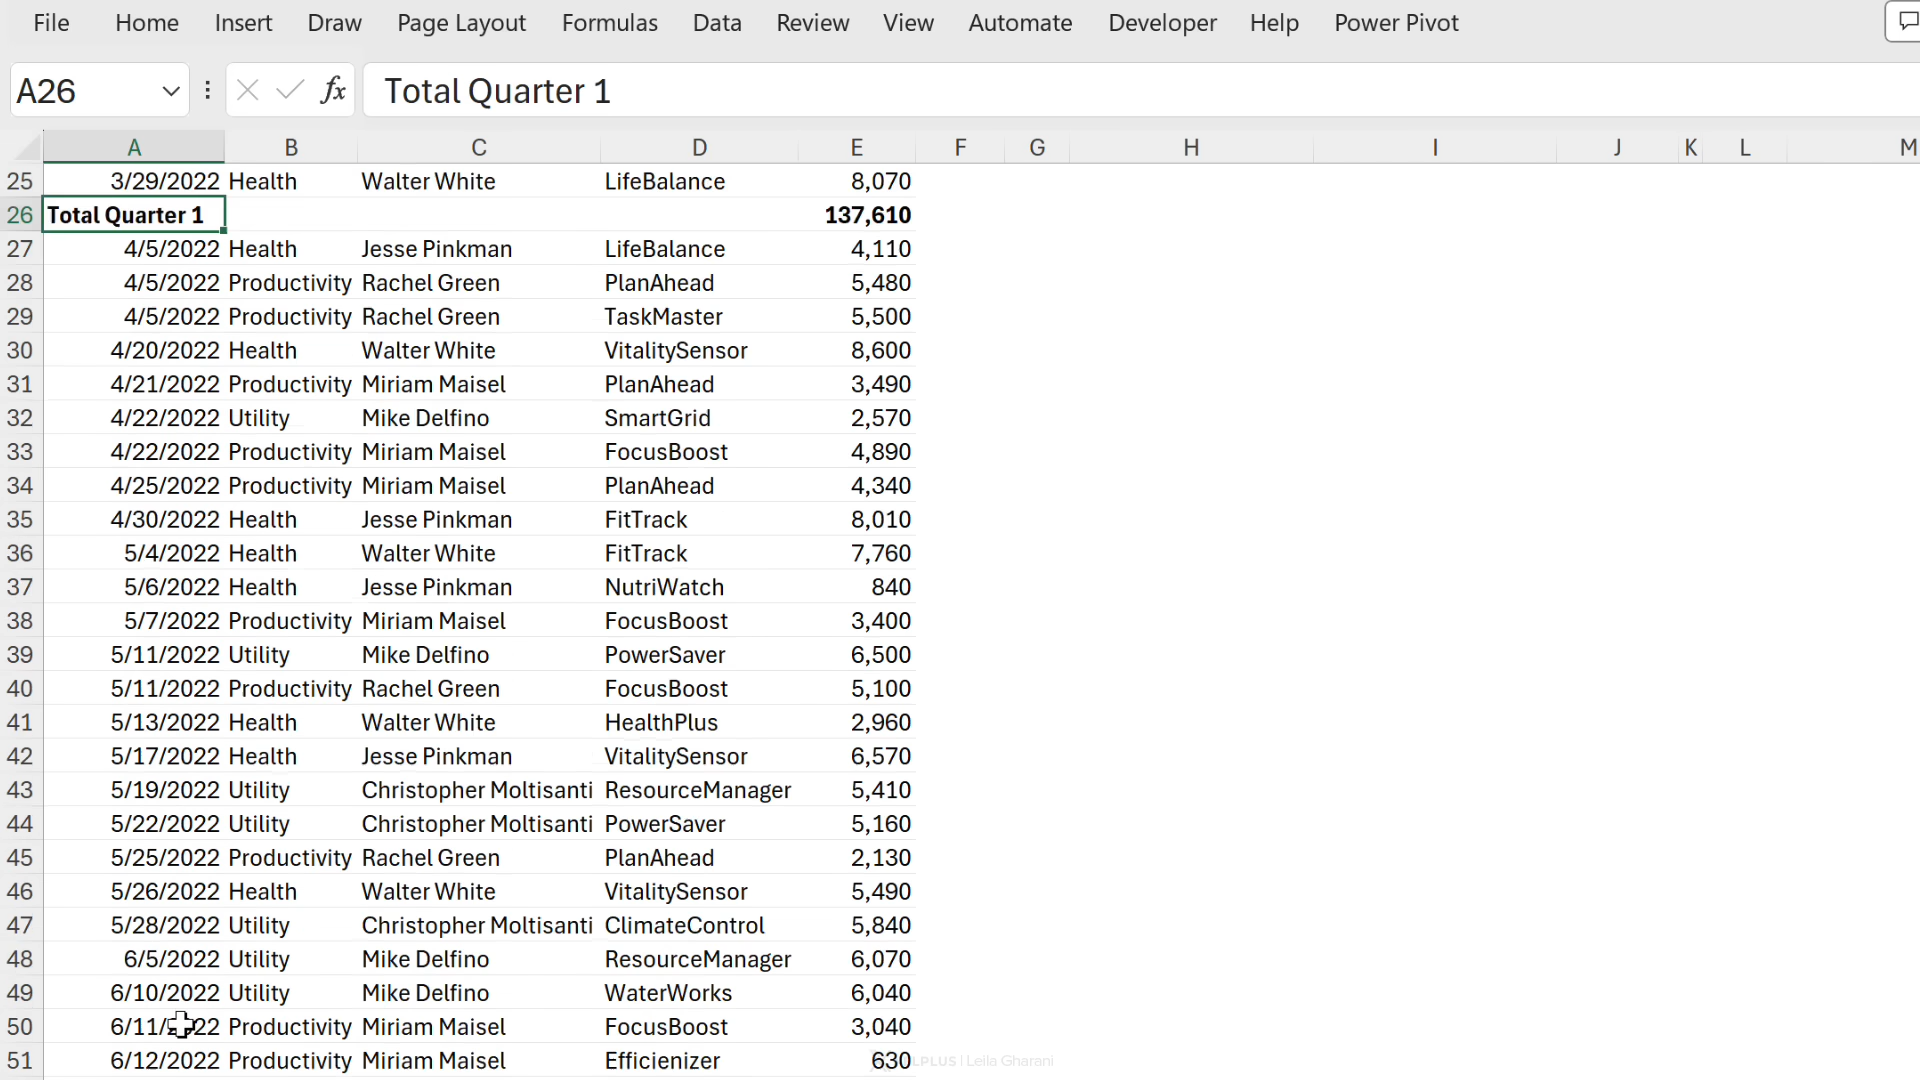 File Home Insert Draw Page Layout Formulas Data Review View Automate Developer Help Power Pivot
A26 fx Total Quarter 1
A B C D E F G H I J K L M
25 3/29/2022 Health Walter White LifeBalance 8,070
26 Total Quarter 1 137,610
27 4/5/2022 Health Jesse Pinkman LifeBalance 4,110
28 4/5/2022 Productivity Rachel Green PlanAhead 5,480
29 4/5/2022 Productivity Rachel Green TaskMaster 5,500
30 4/20/2022 Health Walter White VitalitySensor 8,600
31 4/21/2022 Productivity Miriam Maisel PlanAhead 3,490
32 4/22/2022 Utility Mike Delfino SmartGrid 2,570
33 4/22/2022 Productivity Miriam Maisel FocusBoost 4,890
34 4/25/2022 Productivity Miriam Maisel PlanAhead 4,340
35 4/30/2022 Health Jesse Pinkman FitTrack 8,010
36 5/4/2022 Health Walter White FitTrack 7,760
37 5/6/2022 Health Jesse Pinkman NutriWatch 840
38 5/7/2022 Productivity Miriam Maisel FocusBoost 3,400
39 5/11/2022 Utility Mike Delfino PowerSaver 6,500
40 5/11/2022 Productivity Rachel Green FocusBoost 5,100
41 5/13/2022 Health Walter White HealthPlus 2,960
42 5/17/2022 Health Jesse Pinkman VitalitySensor 6,570
43 5/19/2022 Utility Christopher Moltisanti ResourceManager 5,410
44 5/22/2022 Utility Christopher Moltisanti PowerSaver 5,160
45 5/25/2022 Productivity Rachel Green PlanAhead 2,130
46 5/26/2022 Health Walter White VitalitySensor 5,490
47 5/28/2022 Utility Christopher Moltisanti ClimateControl 5,840
48 6/5/2022 Utility Mike Delfino ResourceManager 6,070
49 6/10/2022 Utility Mike Delfino WaterWorks 6,040
50 6/11/2022 Productivity Miriam Maisel FocusBoost 3,040
51 6/12/2022 Productivity Miriam Maisel Efficienizer 630
Leila Gharani